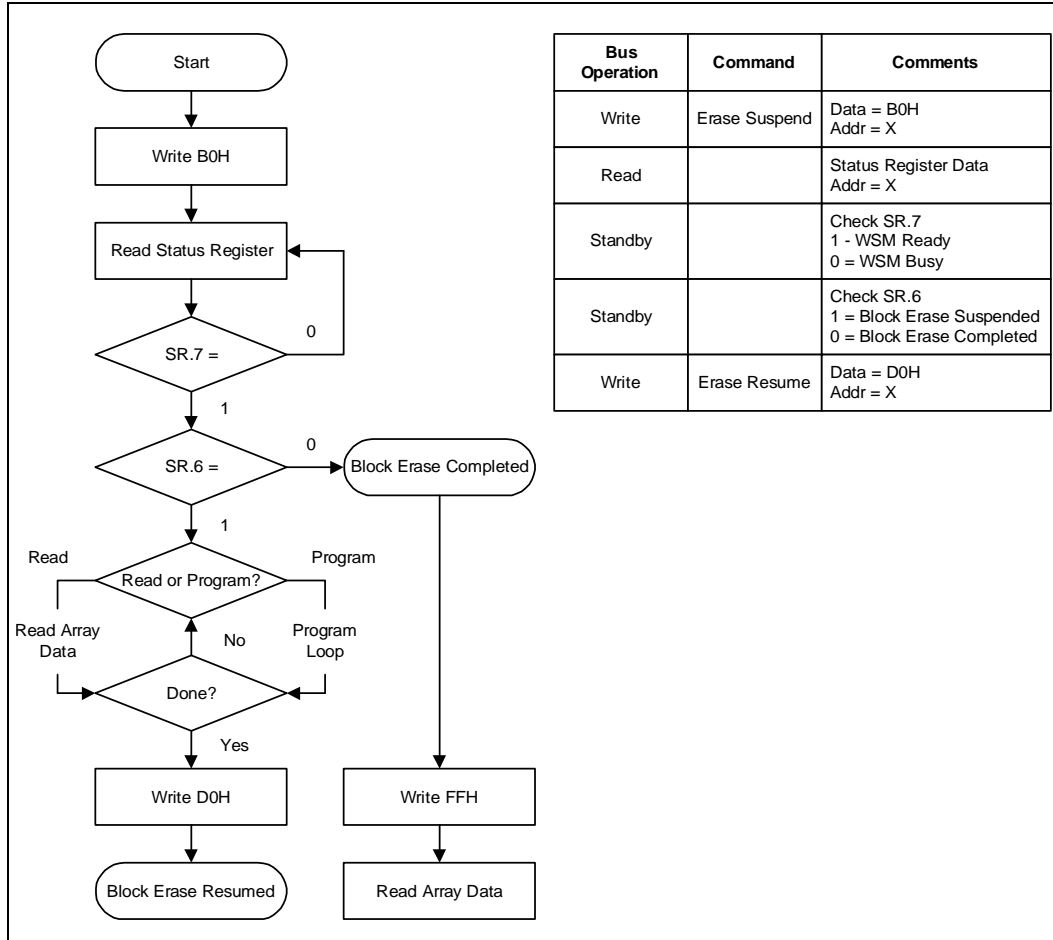 Start
Write B0H
Read Status Register
0
SR.7 =
1
0
SR.6 =
Block Erase Completed
1
Read
Program
Read or Program?
Read Array
Data
No
Program
Loop
Done?
Yes
Write D0H
Write FFH
Block Erase Resumed
Read Array Data
Bus
Operation
Command
Comments
Write
Erase Suspend
Data = B0H
Addr = X
Read
Status Register Data
Addr = X
Standby
Check SR.7
1 - WSM Ready
0 = WSM Busy
Standby
Check SR.6
1 = Block Erase Suspended
0 = Block Erase Completed
Write
Erase Resume
Data = D0H
Addr = X